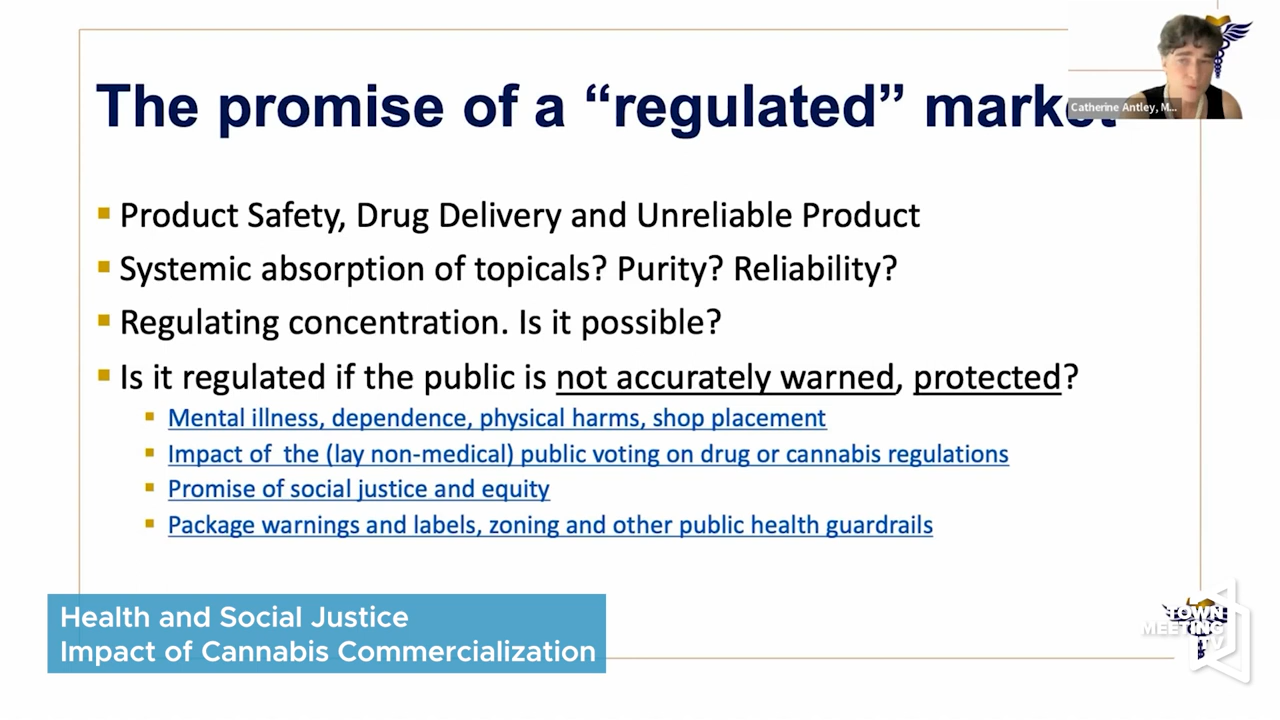 The promise of a “regulated” market
Catherine Antley, M...
Product Safety, Drug Delivery and Unreliable Product
Systemic absorption of topicals? Purity? Reliability?
Regulating concentration. Is it possible?
Is it regulated if the public is not accurately warned, protected?
Mental illness, dependence, physical harms, shop placement
Impact of the (lay non-medical) public voting on drug or cannabis regulations
Promise of social justice and equity
Package warnings and labels, zoning and other public health guardrails
Health and Social Justice
Impact of Cannabis Commercialization
TOWN
MEETING
TV